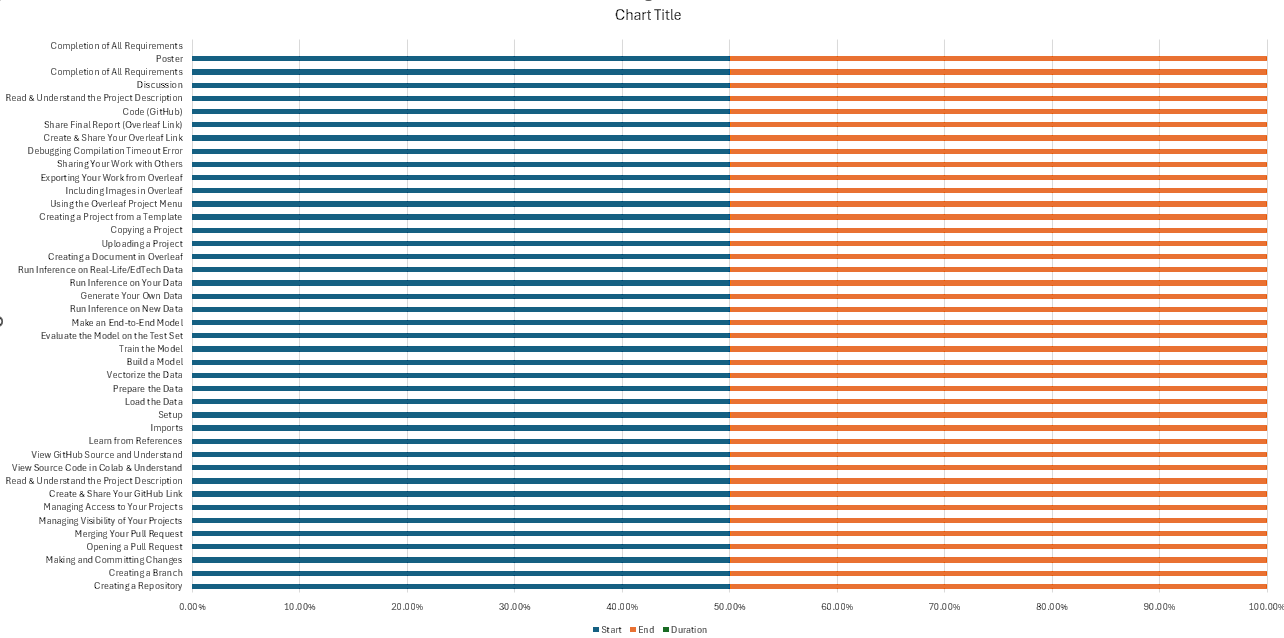 Chart Title
Completion of All Requirements
Poster
Completion of All Requirements
Discussion
Read & Understand the Project Description
Code (GitHub)
Share Final Report (Overleaf Link)
Create & Share Your Overleaf Link
Debugging Compilation Timeout Error
Sharing Your Work with Others
Exporting Your Work from Overleaf
Including Images in Overleaf
Using the Overleaf Project Menu
Creating a Project from a Template
Copying a Project
Uploading a Project
Creating a Document in Overleaf
Run Inference on Real-Life/EdTech Data
Run Inference on Your Data
Generate Your Own Data
Run Inference on New Data
Make an End-to-End Model
Evaluate the Model on the Test Set
Train the Model
Build a Model
Vectorize the Data
Prepare the Data
Load the Data
Setup
Imports
Learn from References
View GitHub Source and Understand
View Source Code in Colab & Understand
Read & Understand the Project Description
Create & Share Your GitHub Link
Managing Access to Your Projects
Managing Visibility of Your Projects
Merging Your Pull Request
Opening a Pull Request
Making and Committing Changes
Creating a Branch
Creating a Repository
0.00% 10.00% 20.00% 30.00% 40.00% 50.00% 60.00% 70.00% 80.00% 90.00% 100.00%
Start End Duration